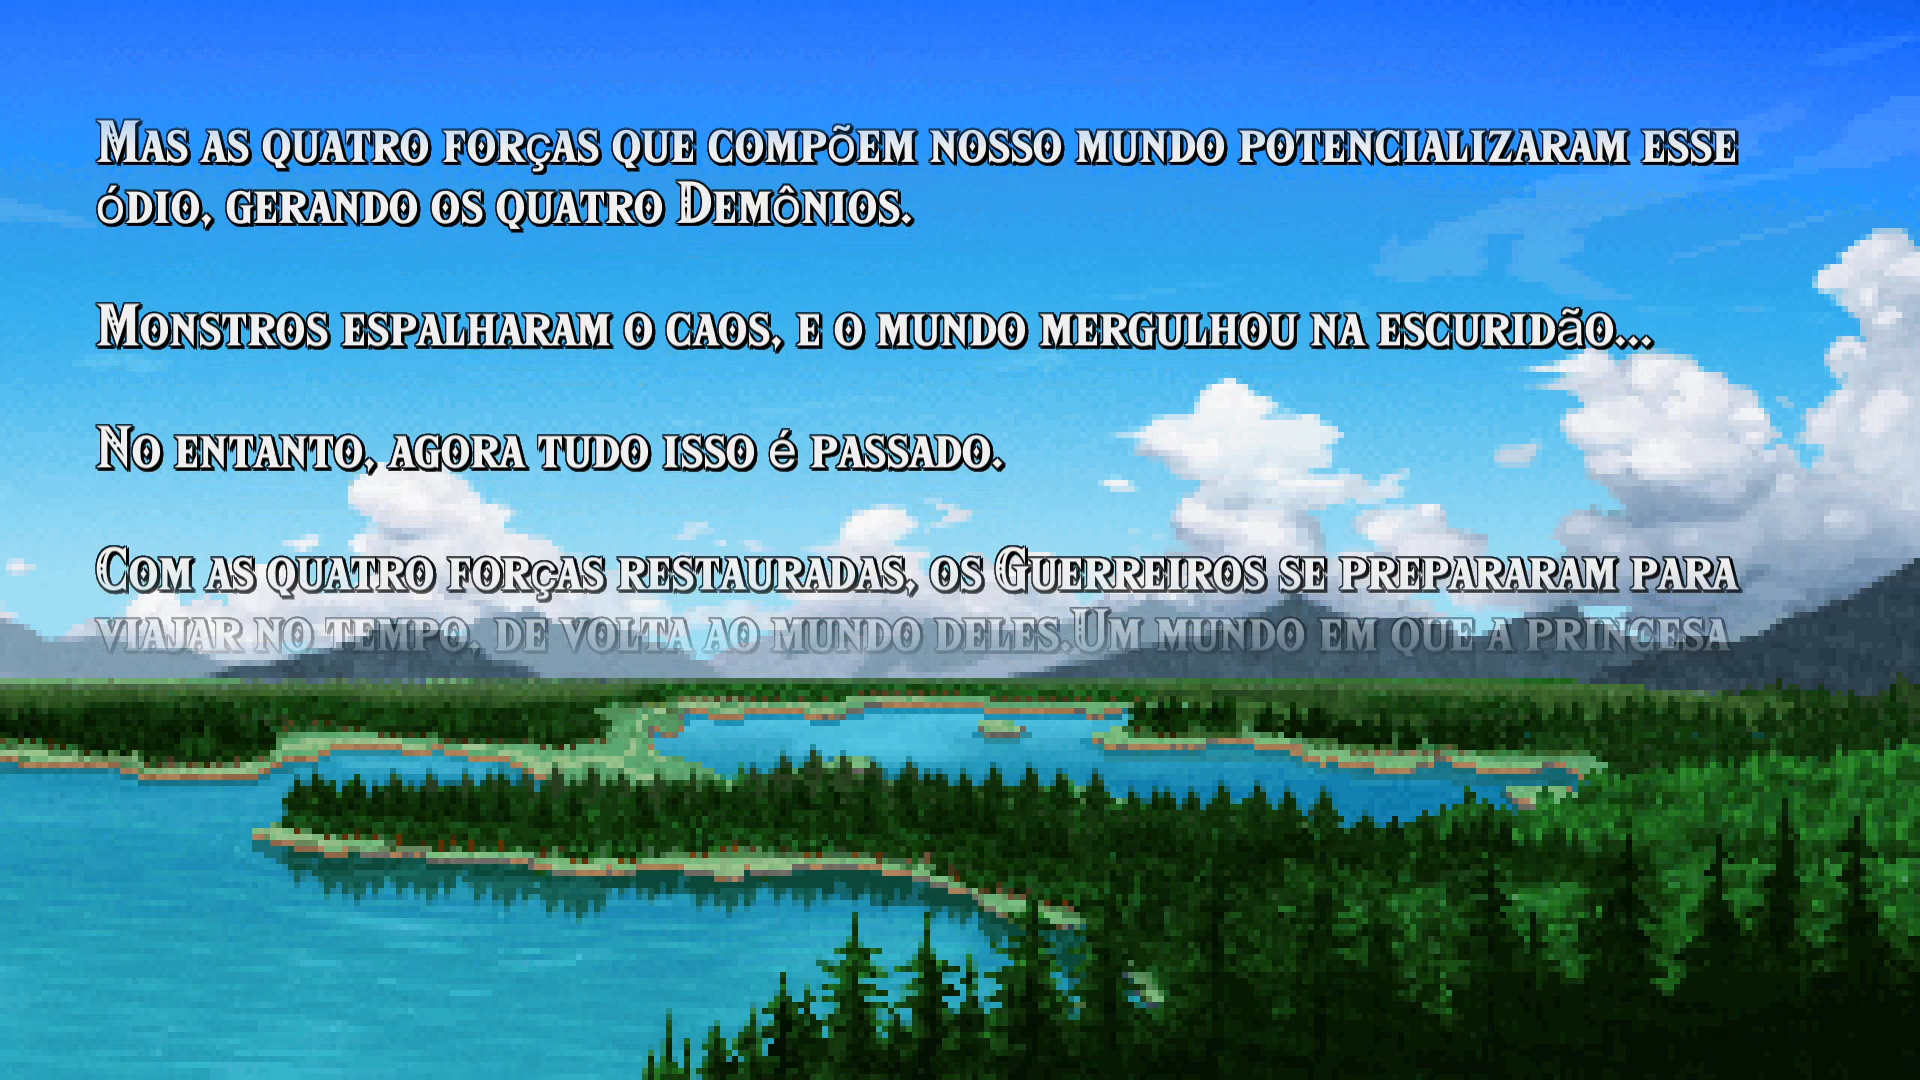 Mas as quatro forças que compõem nosso mundo potencializaram esse
ódio, gerando os quatro Demônios.
Monstros espalharam o caos, e o mundo mergulhou na escuridão...
No entanto, agora tudo isso é passado.
Com as quatro forças restauradas, os Guerreiros se prepararam para
viajar no tempo, de volta ao mundo deles.Um mundo em que a princesa